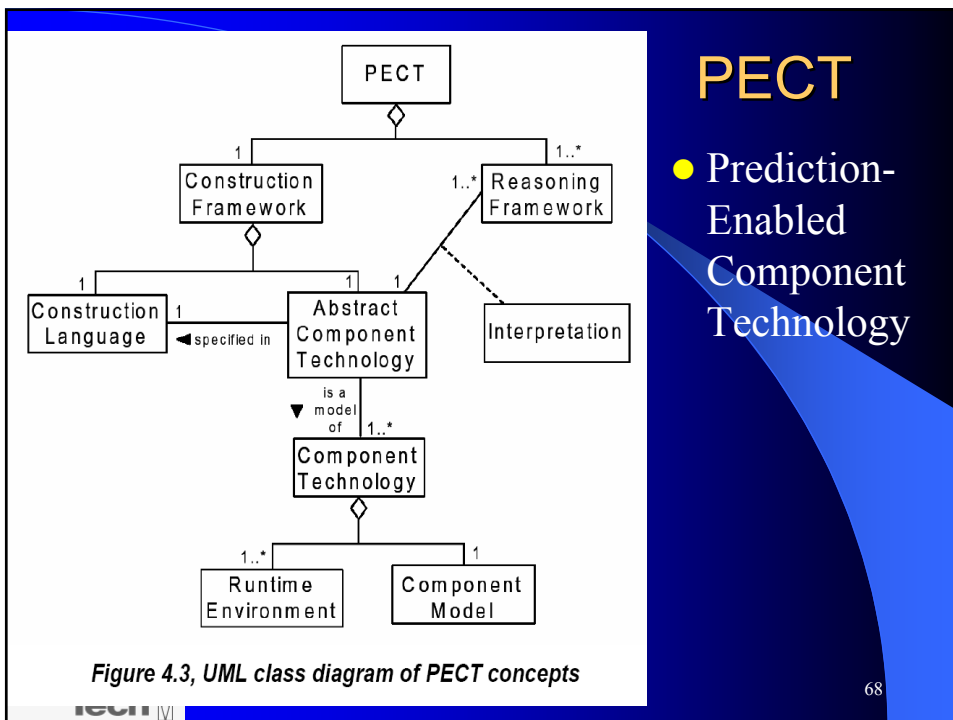 PECT
PECT
1
1..*
Construction
Framework
1..*
Reasoning
Framework
1
1
1
Construction
Language
1
specified in
Abstract
Component
Technology
Interpretation
is a
model
of
1..*
Component
Technology
1..*
1
Runtime
Environment
Component
Model
Figure 4.3, UML class diagram of PECT concepts
Prediction-
Enabled
Component
Technology
68